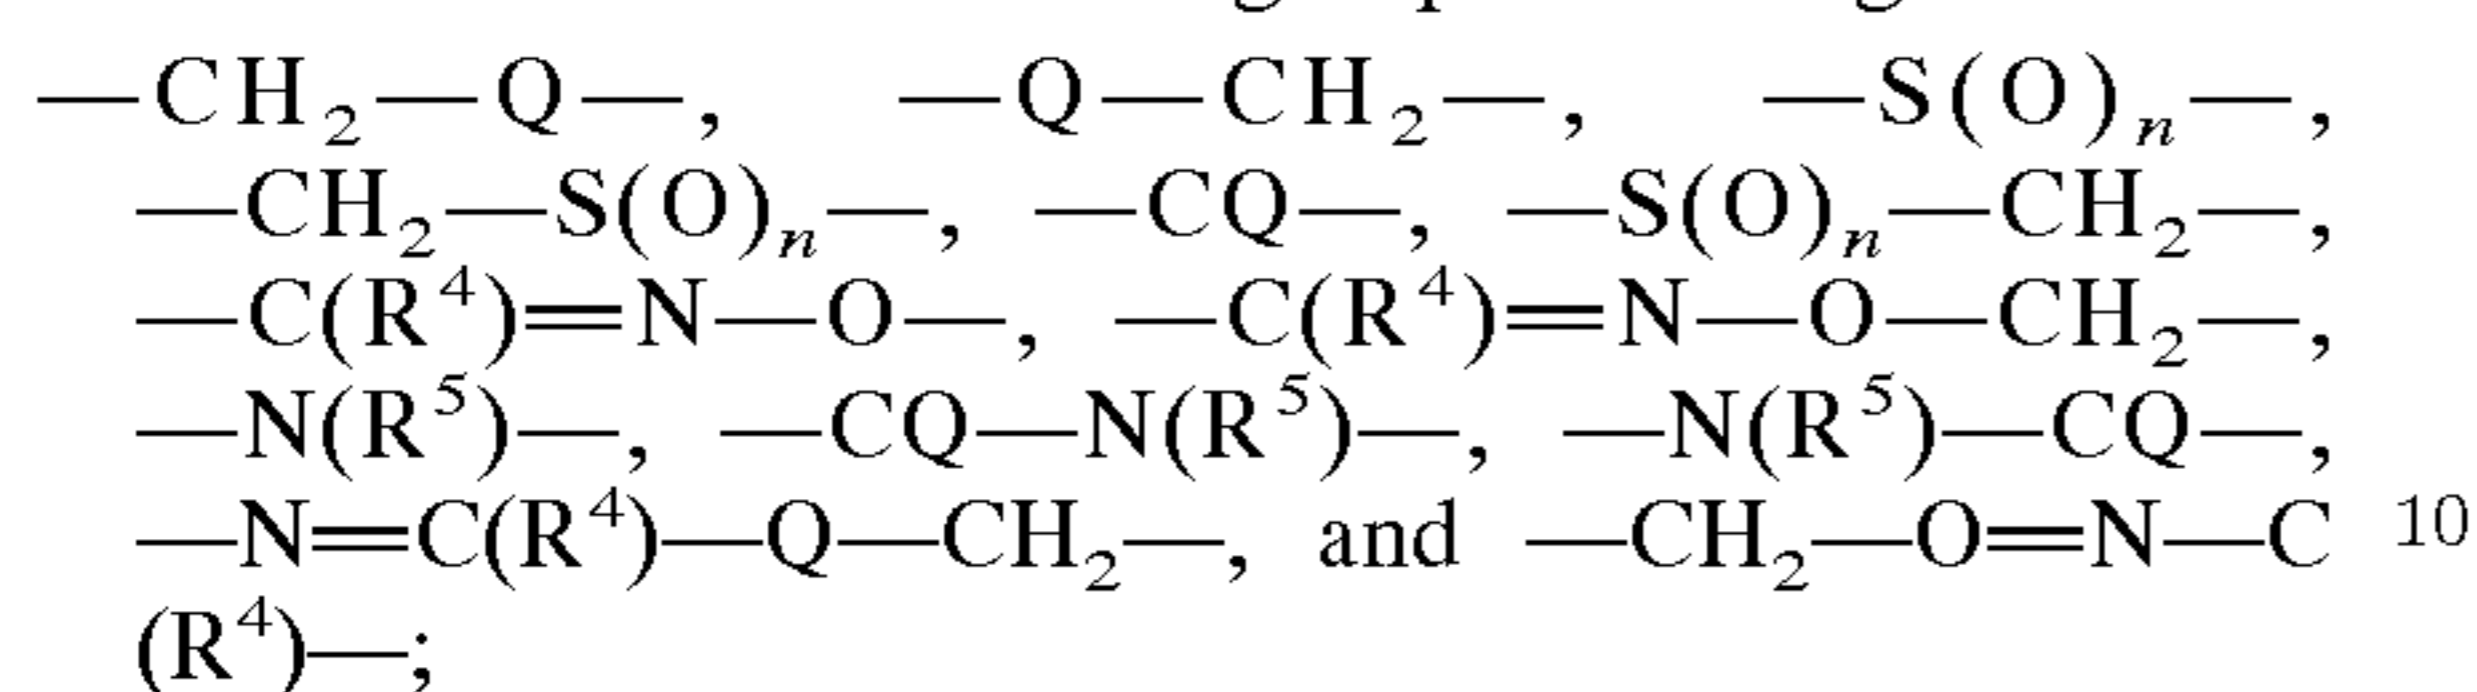 —CH₂—Q—, —Q—CH₂—, —S(O)ₙ—,
—CH₂—S(O)ₙ—, —CQ—, —S(O)ₙ—CH₂—,
—C(R⁴)=N—O—, —C(R⁴)=N—O—CH₂—,
—N(R⁵)—, —CQ—N(R⁵)—, —N(R⁵)—CQ—,
—N=C(R⁴)—Q—CH₂—, and —CH₂—O=N—C 10
(R⁴)—;